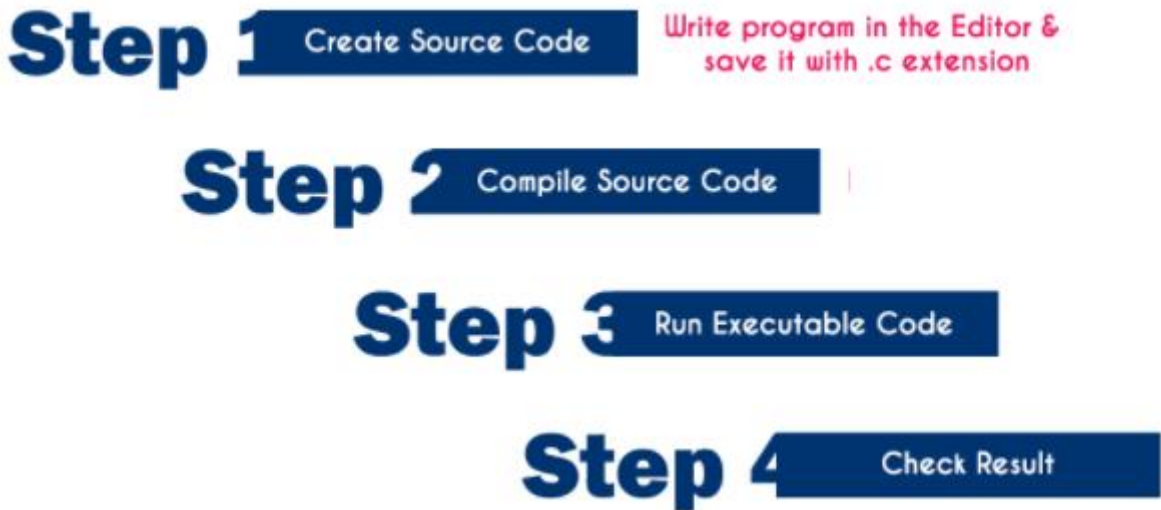 Step 1 Create Source Code
Write program in the Editor &
save it with .c extension
Step 2 Compile Source Code
Step 3 Run Executable Code
Step 4 Check Result